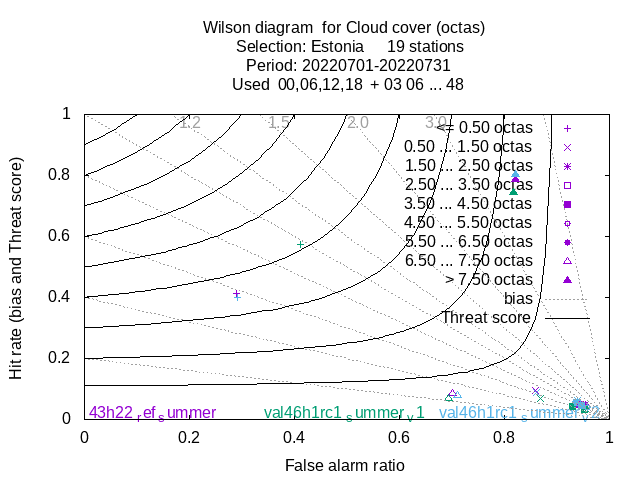 Wilson diagram for Cloud cover (octas)
Selection: Estonia 19 stations
Period: 20220701-20220731
Used 00,06,12,18 + 03 06 ... 48
Hit rate (bias and Threat score)
1
0.8
0.6
0.4
0.2
0
1.2
1.5
2.0
3.0
<= 0.50 octas
0.50 ... 1.50 octas
1.50 ... 2.50 octas
2.50 ... 3.50 octas
3.50 ... 4.50 octas
4.50 ... 5.50 octas
5.50 ... 6.50 octas
6.50 ... 7.50 octas
> 7.50 octas
bias
Threat score
43h22_ref_summer val46h1rc1_summer_v1 val46h1rc1_summer_v2
0 0.2 0.4 0.6 0.8 1
False alarm ratio